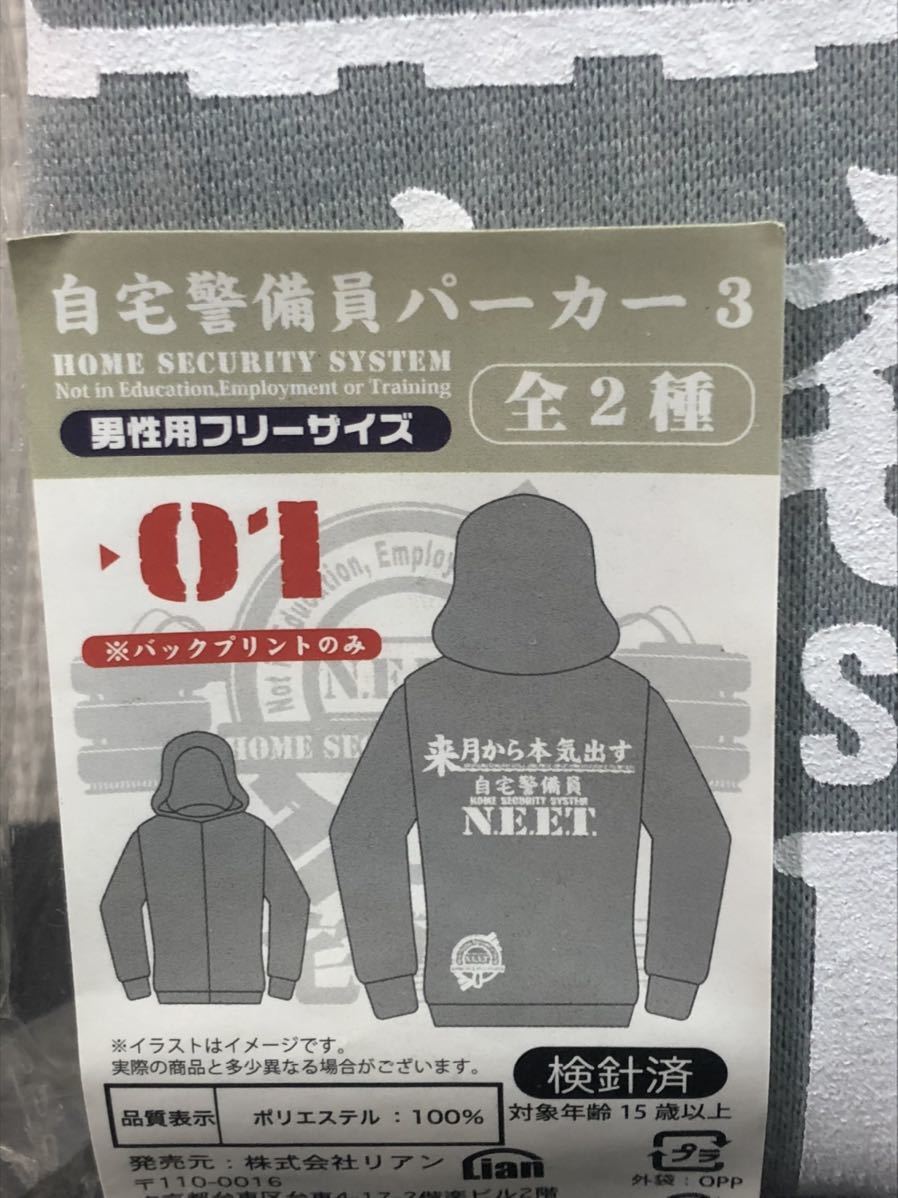 自宅警備員パーカー3
HOME SECURITY SYSTEM
Not in Education,Employment or Training
男性用フリーサイズ
全2種
01
※バックプリントのみ
N.E.E.T.
HOME SEC
来月から本気出す
自宅警備員
HOME SECURITY SYSTEM
N.E.E.T.
N.E.E.T.
※イラストはイメージです。
実際の商品と多少異なる場合がございます。
検針済
品質表示 ポリエステル:100%
対象年齢15歳以上
発売元:株式会社リアン
Lian
〒110-0016
プラ
外袋:OPP
S